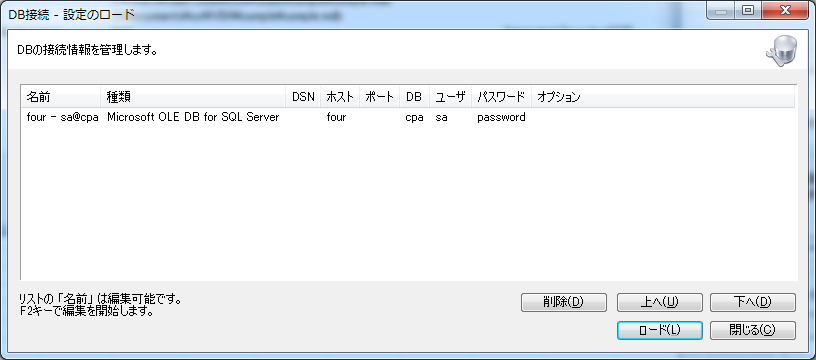 DB接続 - 設定のロード
DBの接続情報を管理します。
名前 種類 DSN ホスト ポート DB ユーザ パスワード オプション
four - sa@cpa Microsoft OLE DB for SQL Server four cpa sa password
リストの「名前」は編集可能です。
F2キーで編集を開始します。
削除(D) 上へ(U) 下へ(D)
ロード(L) 閉じる(C)